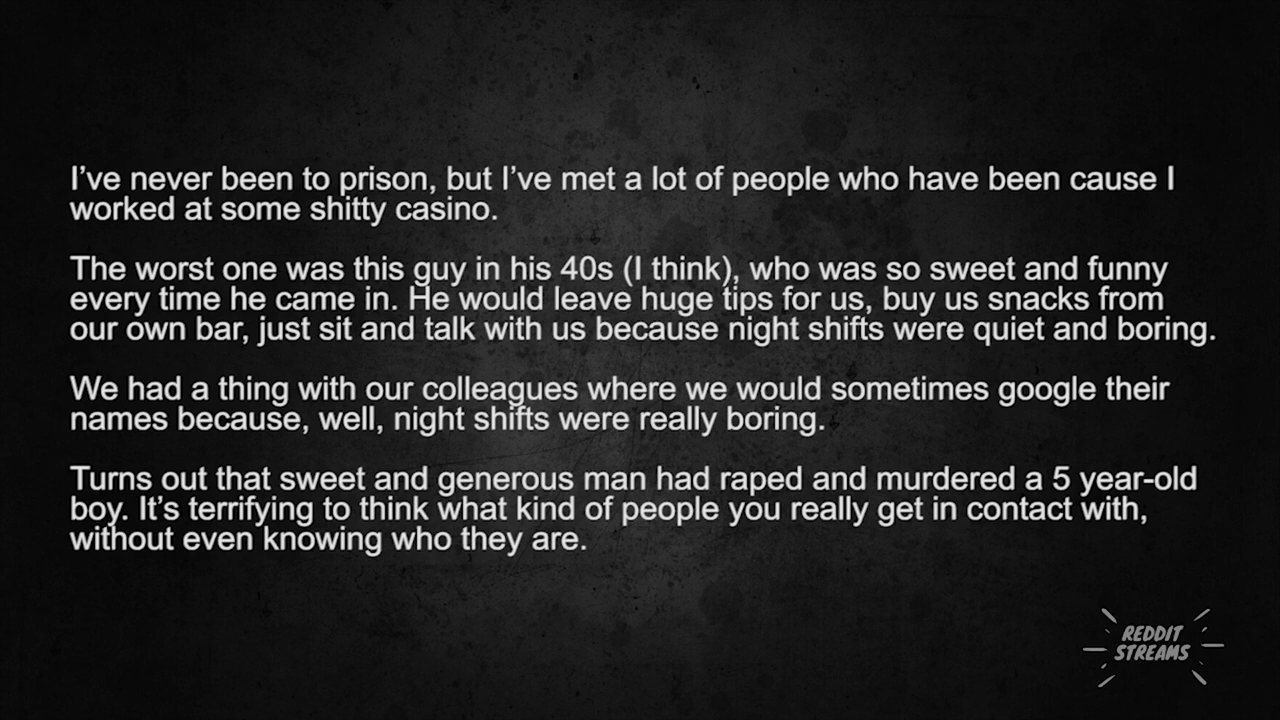 I’ve never been to prison, but I’ve met a lot of people who have been cause I
worked at some shitty casino.
The worst one was this guy in his 40s (I think), who was so sweet and funny
every time he came in. He would leave huge tips for us, buy us snacks from
our own bar, just sit and talk with us because night shifts were quiet and boring.
We had a thing with our colleagues where we would sometimes google their
names because, well, night shifts were really boring.
Turns out that sweet and generous man had raped and murdered a 5 year-old
boy. It’s terrifying to think what kind of people you really get in contact with,
without even knowing who they are.
REDDIT
STREAMS